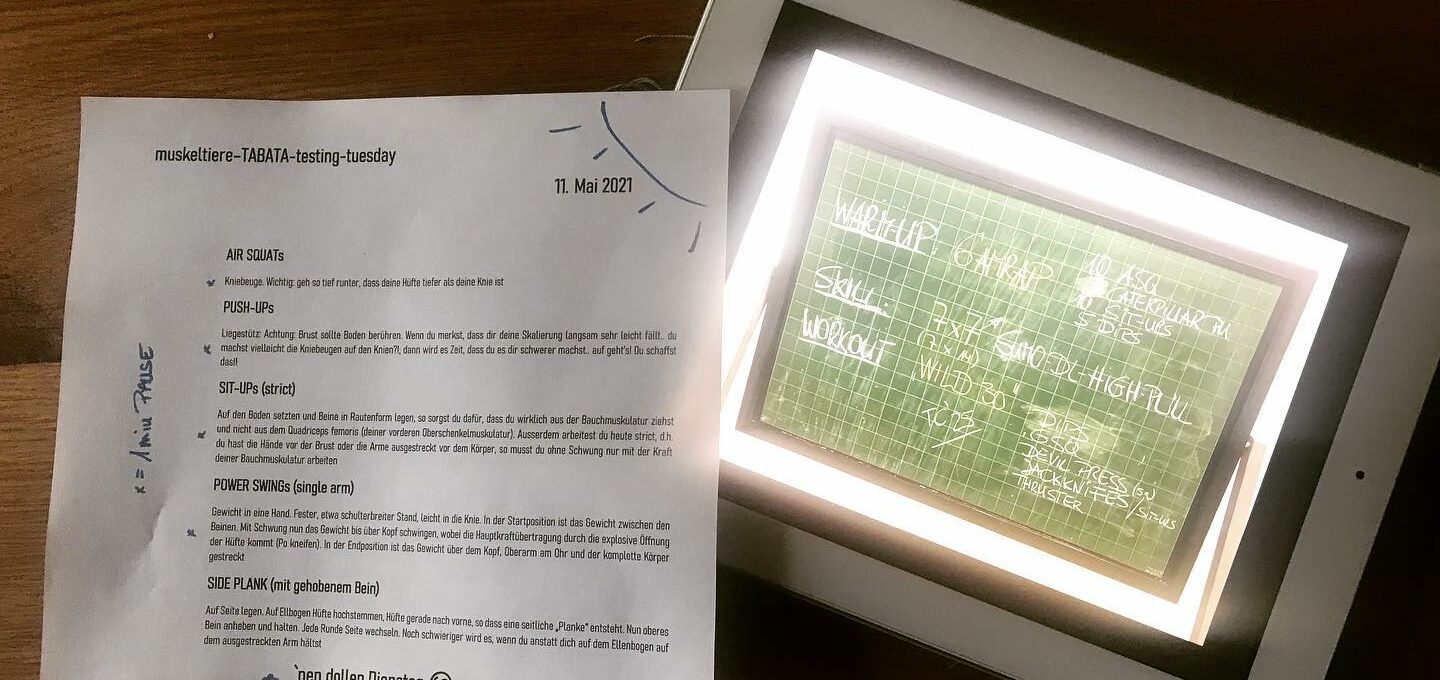 muskeltiere-TABATA-testing-tuesday
11. Mai 2021
AIR SQUATs
Kniebeuge. Wichtig: geh so tief runter, dass deine Hüfte tiefer als deine Knie ist
PUSH-UPs
Liegestütz: Achtung: Brust sollte Boden berühren. Wenn du merkst, dass dir deine Skalierung langsam sehr leicht fällt.. du
machst vielleicht die Kniebeugen auf den Knien?!, dann wird es Zeit, dass du es dir schwerer machst.. auf geht's! Du schaffst
das!!
SIT-UPs (strict)
Auf den Boden setzten und Beine in Rautenform legen, so sorgst du dafür, dass du wirklich aus der Bauchmuskulatur ziehst
und nicht aus dem Quadriceps femoris (deiner vorderen Oberschenkelmuskulatur). Ausserdem arbeitest du heute strict, d.h.
du hast die Hände vor der Brust oder die Arme ausgestreckt vor dem Körper, so musst du ohne Schwung nur mit der Kraft
deiner Bauchmuskulatur arbeiten
POWER SWINGs (single arm)
Gewicht in eine Hand. Fester, etwa schulterbreiter Stand, leicht in die Knie. In der Startposition ist das Gewicht zwischen den
Beinen. Mit Schwung nun das Gewicht bis über Kopf schwingen, wobei die Hauptkraftübertragung durch die explosive Öffnung
der Hüfte kommt (Po kneifen). In der Endposition ist das Gewicht über dem Kopf, Oberarm am Ohr und der komplette Körper
gestreckt
SIDE PLANK (mit gehobenem Bein)
Auf Seite legen. Auf Ellbogen Hüfte hochstemmen, Hüfte gerade nach vorne, so dass eine seitliche „Planke" entsteht. Nun oberes
Bein anheben und halten. Jede Runde Seite wechseln. Noch schwieriger wird es, wenn du anstatt dich auf dem Ellenbogen auf
dem ausgestreckten Arm hältst
'nen dollen Dienstag
x = 1 min PAUSE
WARM-UP: 6AMRAP
10 ASQ
CATERPILLAR PU
SIT-UPS
5 DIPS
SKILL: 7x7 SUMO-DL-HIGH-PULL
(7x14)
WORKOUT WHLD 30"
GSQ
DEVIL PRESS
JACKKNIFES / SIT-UPS
THRUSTER